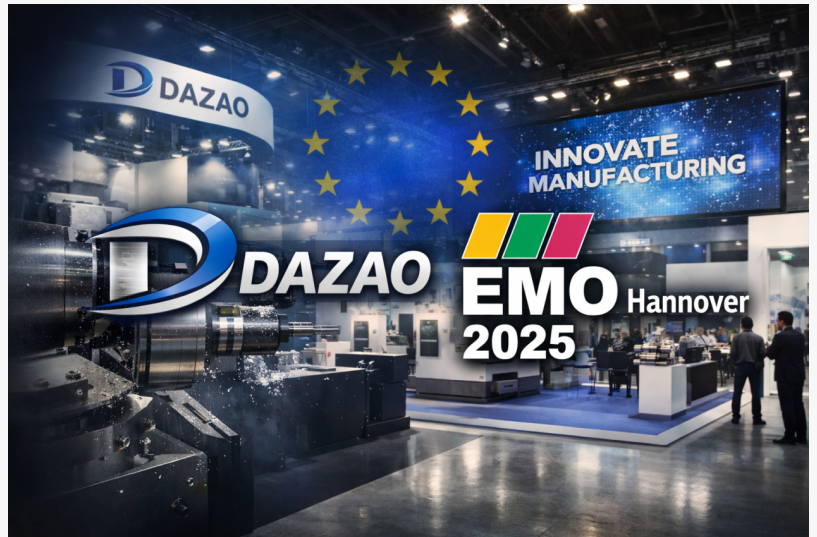 DAZAO
INNOVATE
MANUFACTURING
DAZAO
EMO Hannover
2025